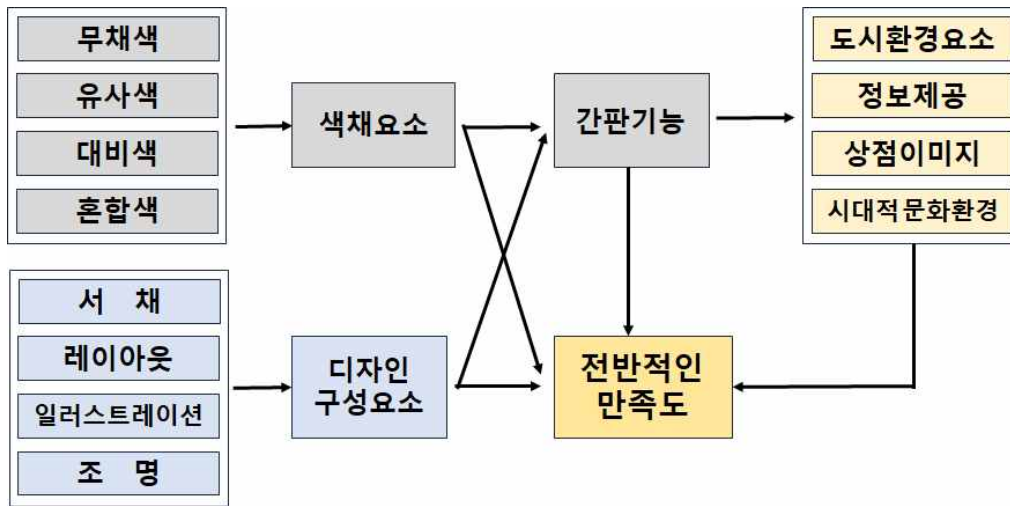 무채색
유사색
대비색
혼합색
서 채
레이아웃
일러스트레이션
조 명
색채요소
디자인
구성요소
간판기능
전반적인
만족도
도시환경요소
정보제공
상점이미지
시대적 문화환경